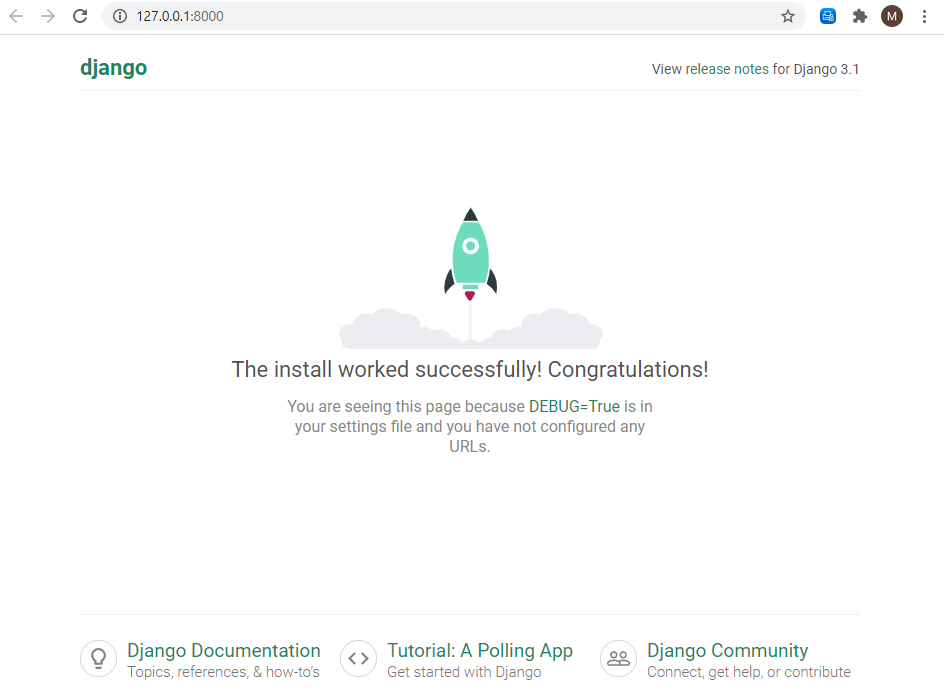 127.0.0.1:8000
M
django
View release notes for Django 3.1
The install worked successfully! Congratulations!
You are seeing this page because DEBUG=True is in
your settings file and you have not configured any
URLs.
Django Documentation
Topics, references, & how-to's
Tutorial: A Polling App
Get started with Django
Django Community
Connect, get help, or contribute